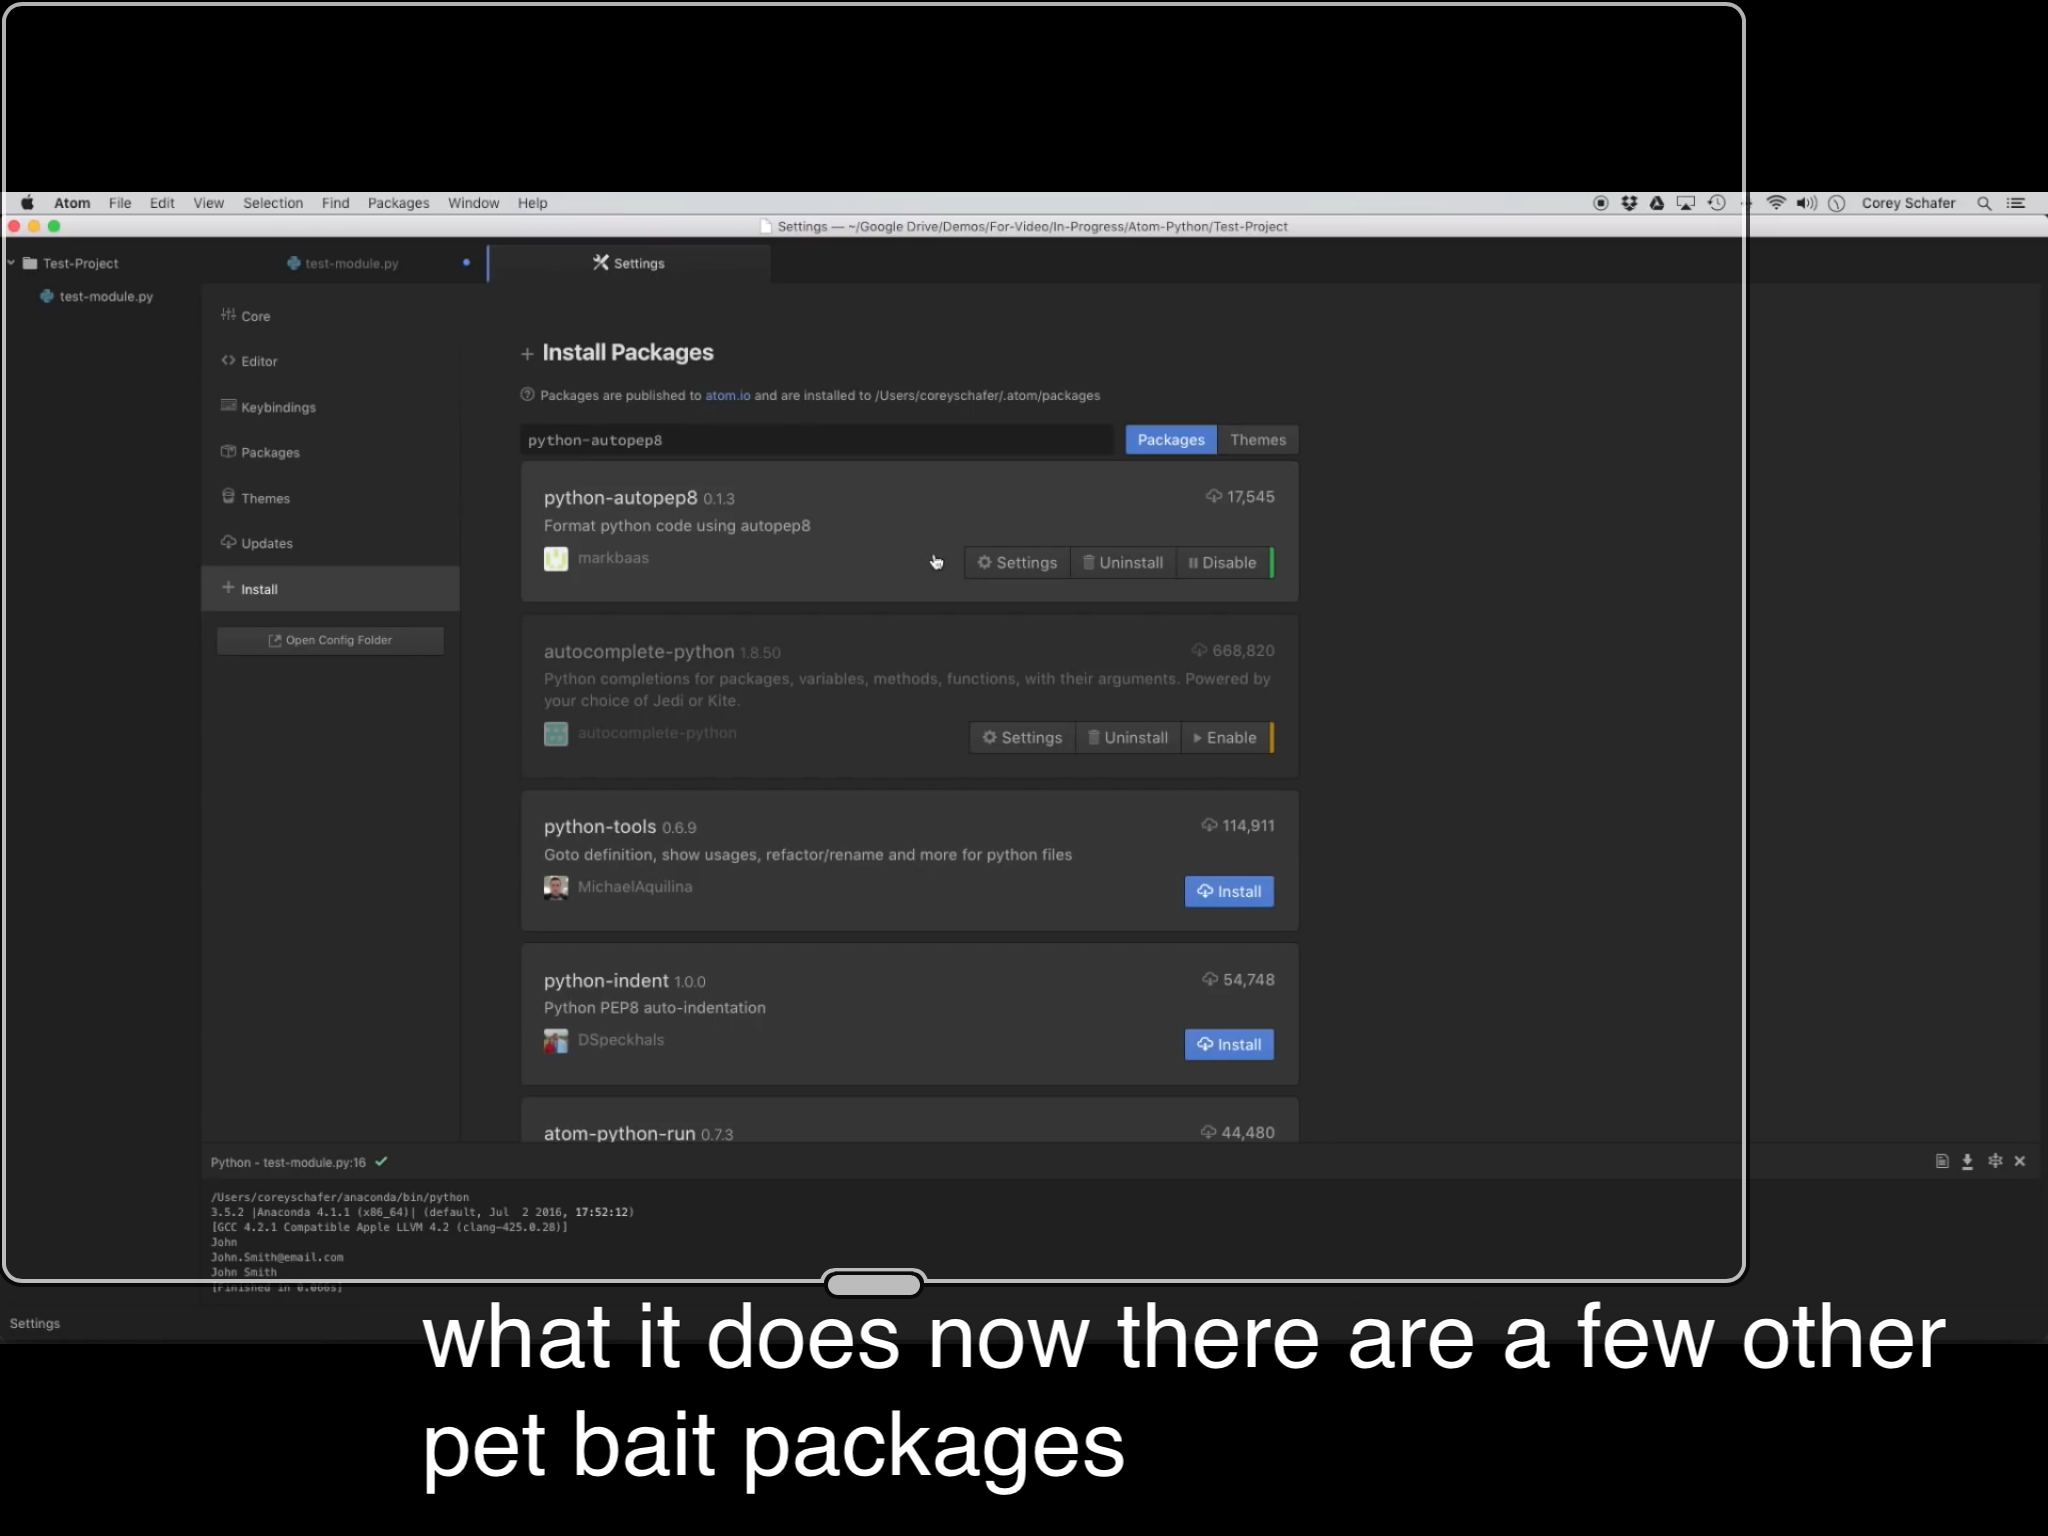 Atom File Edit View Selection Find Packages Window Help Corey Schafer
Settings — ~/Google Drive/Demos/For-Video/In-Progress/Atom-Python/Test-Project
Test-Project
test-module.py
test-module.py
Settings
Core
Editor
Keybindings
Packages
Themes
Updates
Install
Open Config Folder
Install Packages
Packages are published to atom.io and are installed to /Users/coreyschafer/.atom/packages
python-autopep8
Packages Themes
python-autopep8 0.1.3 17,545
Format python code using autopep8
markbaas
Settings Uninstall Disable
autocomplete-python 1.8.50 668,820
Python completions for packages, variables, methods, functions, with their arguments. Powered by
your choice of Jedi or Kite.
autocomplete-python
Settings Uninstall Enable
python-tools 0.6.9 114,911
Goto definition, show usages, refactor/rename and more for python files
MichaelAquilina
Install
python-indent 1.0.0 54,748
Python PEP8 auto-indentation
DSpeckhals
Install
atom-python-run 0.7.3 44,480
Python - test-module.py:16
/Users/coreyschafer/anaconda/bin/python
3.5.2 |Anaconda 4.1.1 (x86_64)| (default, Jul 2 2016, 17:52:12)
[GCC 4.2.1 Compatible Apple LLVM 4.2 (clang-425.0.28)]
John
John.Smith@email.com
John Smith
[Finished in 0.066s]
Settings
what it does now there are a few other
pet bait packages